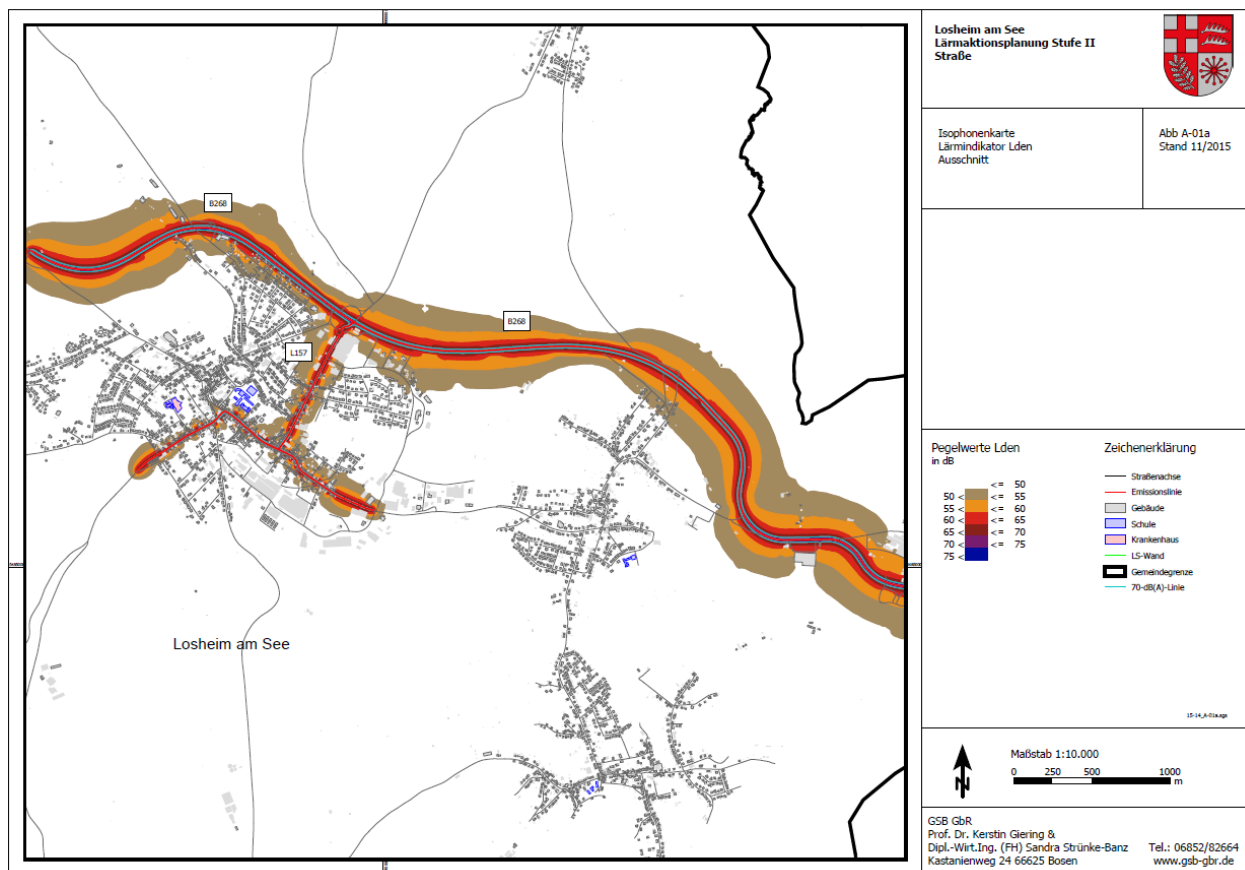 Losheim am See
Lärmaktionsplanung Stufe II
Straße
Isophonenkarte
Lärmindikator Lden
Ausschnitt
Abb A-01a
Stand 11/2015
B268
B268
L157
Losheim am See
Pegelwerte Lden
in dB
<= 50
50 < <= 55
55 < <= 60
60 < <= 65
65 < <= 70
70 < <= 75
75 <
Zeichenerklärung
Straßenachse
Emissionslinie
Gebäude
Schule
Krankenhaus
LS-Wand
Gemeindegrenze
70-dB(A)-Linie
Maßstab 1:10.000
0 250 500 1000
m
N
GSB GbR
Prof. Dr. Kerstin Giering &
Dipl.-Wirt.Ing. (FH) Sandra Strünke-Banz Tel.: 06852/82664
Kastanienweg 24 66625 Bosen www.gsb-gbr.de